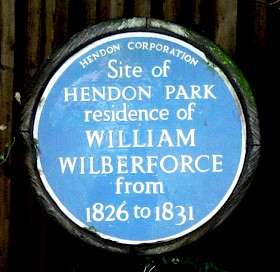 HENDON CORPORATION
Site of
HENDON PARK
residence of
WILLIAM
WILBERFORCE
from
1826 to 1831